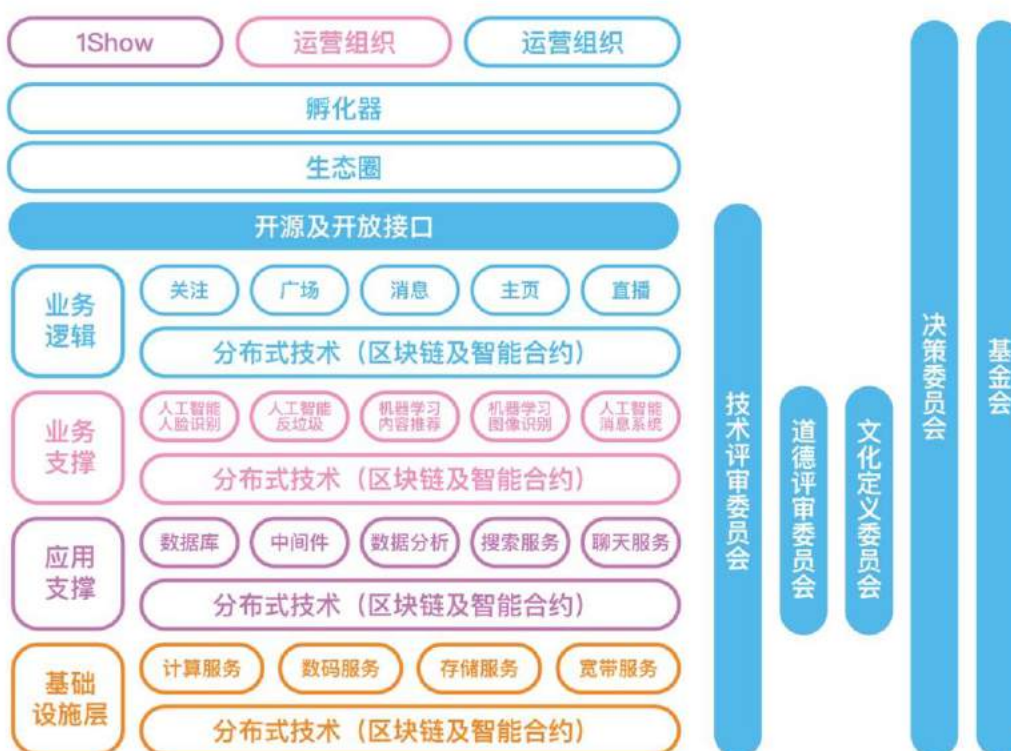 1Show
运营组织
运营组织
孵化器
生态圈
开源及开放接口
业务
逻辑
关注
广场
消息
主页
直播
分布式技术（区块链及智能合约）
业务
支撑
人工智能
人脸识别
人工智能
反垃圾
机器学习
内容推荐
机器学习
图像识别
人工智能
消息系统
分布式技术（区块链及智能合约）
应用
支撑
数据库
中间件
数据分析
搜索服务
聊天服务
分布式技术（区块链及智能合约）
基础
设施层
计算服务
数码服务
存储服务
宽带服务
分布式技术（区块链及智能合约）
技术评审委员会
道德评审委员会
文化定义委员会
决策委员会
基金会